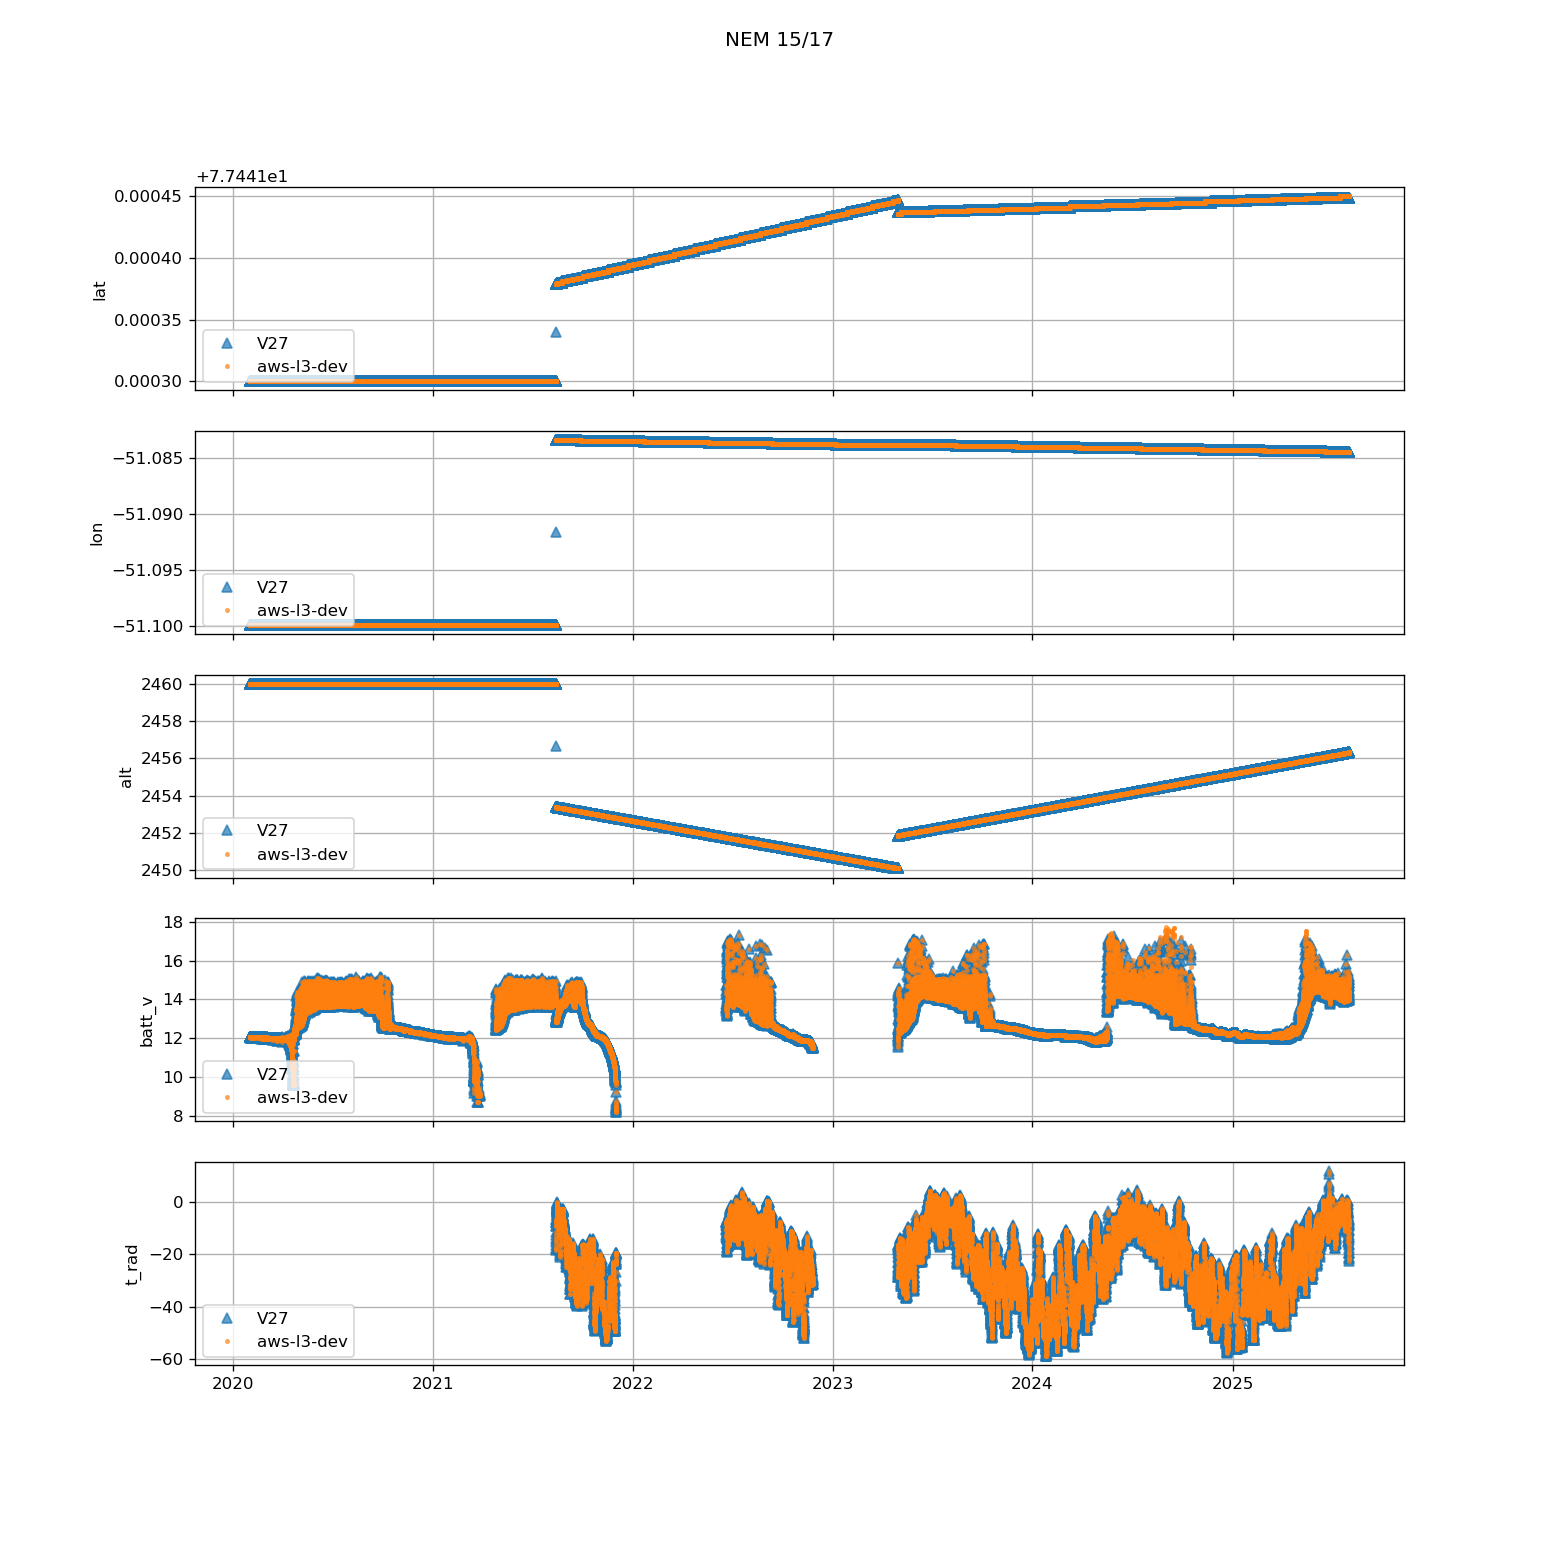 NEM 15/17
+7.7441e1
0.00045
0.00040
0.00035
0.00030
lat
V27
aws-l3-dev
−51.085
−51.090
−51.095
−51.100
lon
V27
aws-l3-dev
2460
2458
2456
2454
2452
2450
alt
V27
aws-l3-dev
18
16
14
12
10
8
batt_v
V27
aws-l3-dev
0
−20
−40
−60
t_rad
V27
aws-l3-dev
2020 2021 2022 2023 2024 2025